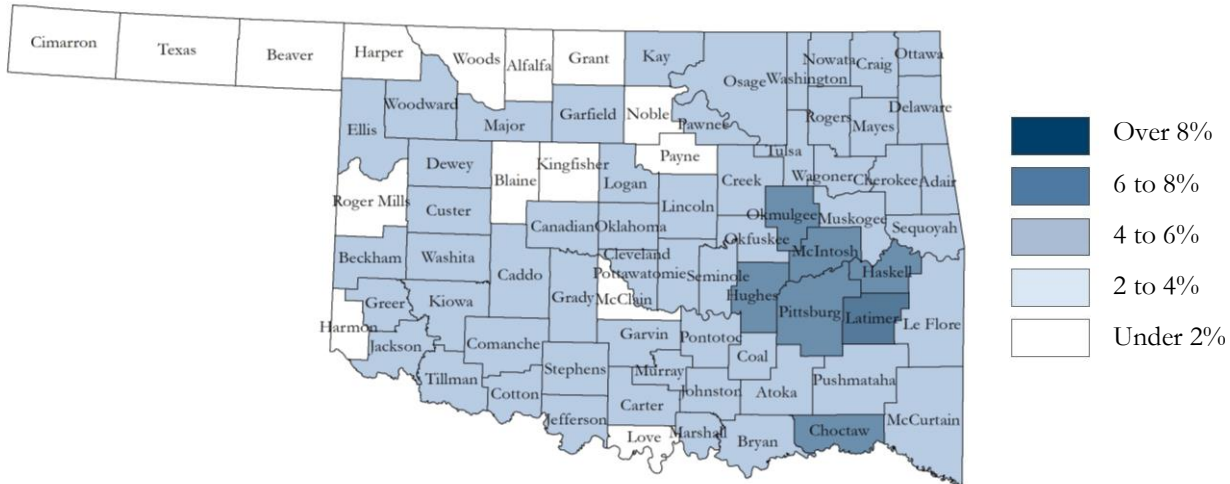 Cimarron
Texas
Beaver
Harper
Woods
Alfalfa
Grant
Kay
Osage
Washington
Nowata
Craig
Ottawa
Woodward
Ellis
Major
Garfield
Noble
Pawnee
Rogers
Mayes
Delaware
Over 8%
6 to 8%
4 to 6%
2 to 4%
Under 2%
Dewey
Blaine
Kingfisher
Logan
Payne
Creek
Tulsa
Wagoner
Cherokee
Adair
Roger Mills
Custer
Canadian
Oklahoma
Lincoln
Okmulgee
Muskogee
Sequoyah
Okfuskee
McIntosh
Beckham
Washita
Caddo
Grady
Cleveland
Pottawatomie
McClain
Seminole
Hughes
Pittsburg
Haskell
Latimer
Le Flore
Greer
Kiowa
Harmon
Jackson
Comanche
Stephens
Garvin
Pontotoc
Coal
Murray
Tillman
Cotton
Jefferson
Carter
Johnston
Atoka
Pushmataha
McCurtain
Love
Marshall
Bryan
Choctaw